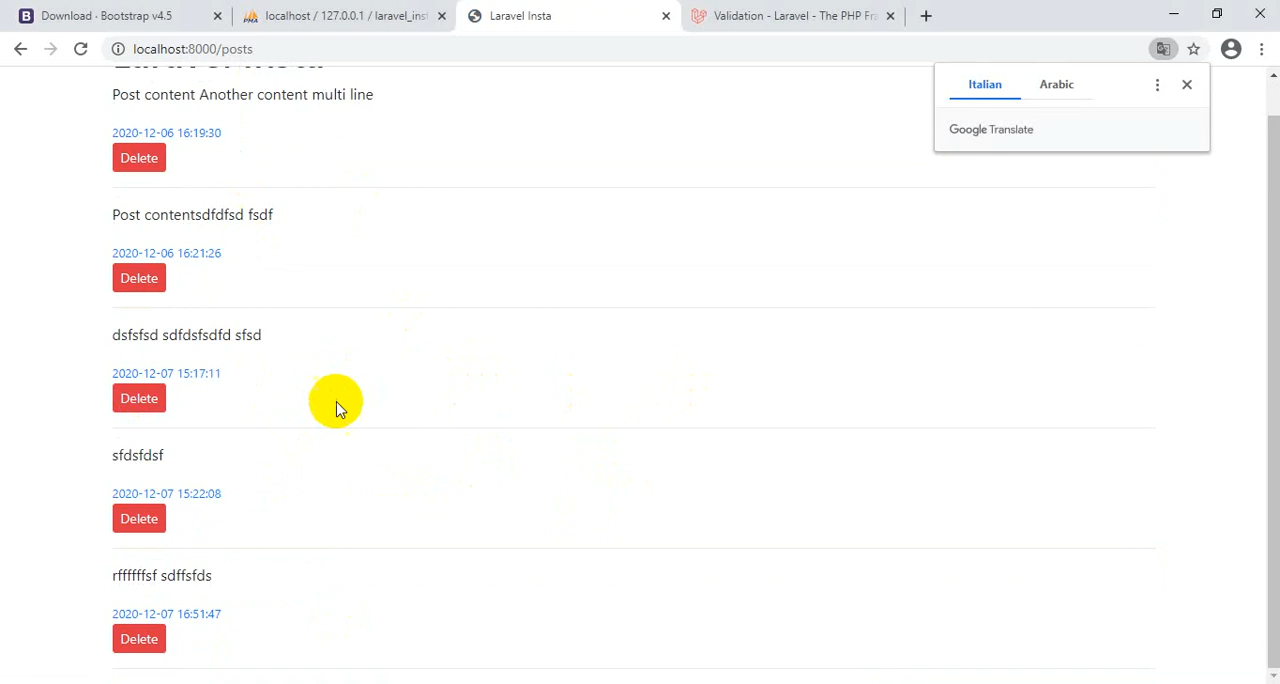 Download · Bootstrap v4.5
localhost / 127.0.0.1 / laravel_inst
Laravel Insta
Validation - Laravel - The PHP Fra
localhost:8000/posts
Italian
Arabic
Google Translate
Laravel Insta
Post content Another content multi line
2020-12-06 16:19:30
Delete
Post contentsdfdfsd fsdf
2020-12-06 16:21:26
Delete
dsfsfsd sdfdsfsdfd sfsd
2020-12-07 15:17:11
Delete
sfdsfdsf
2020-12-07 15:22:08
Delete
rffffffsf sdffsfds
2020-12-07 16:51:47
Delete